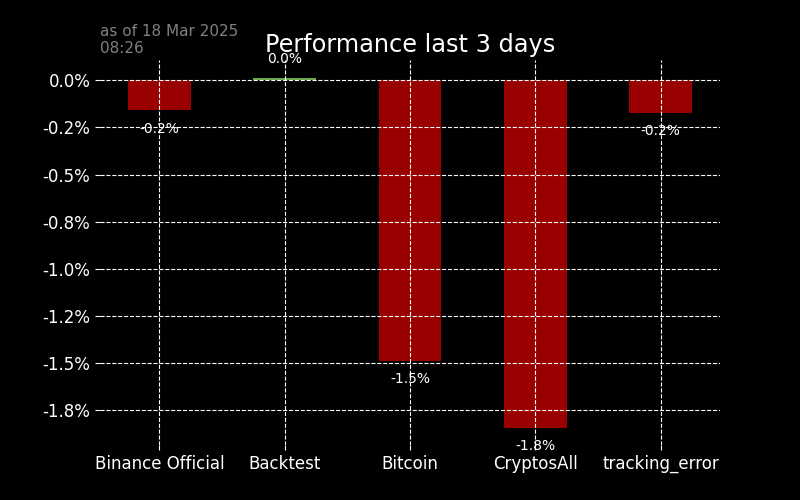 as of 18 Mar 2025
08:26
Performance last 3 days
0.0%
0.0%
-0.2%
-0.2%
-0.2%
-0.5%
-0.8%
-1.0%
-1.2%
-1.5%
-1.5%
-1.8%
-1.8%
Binance Official
Backtest
Bitcoin
CryptosAll
tracking_error